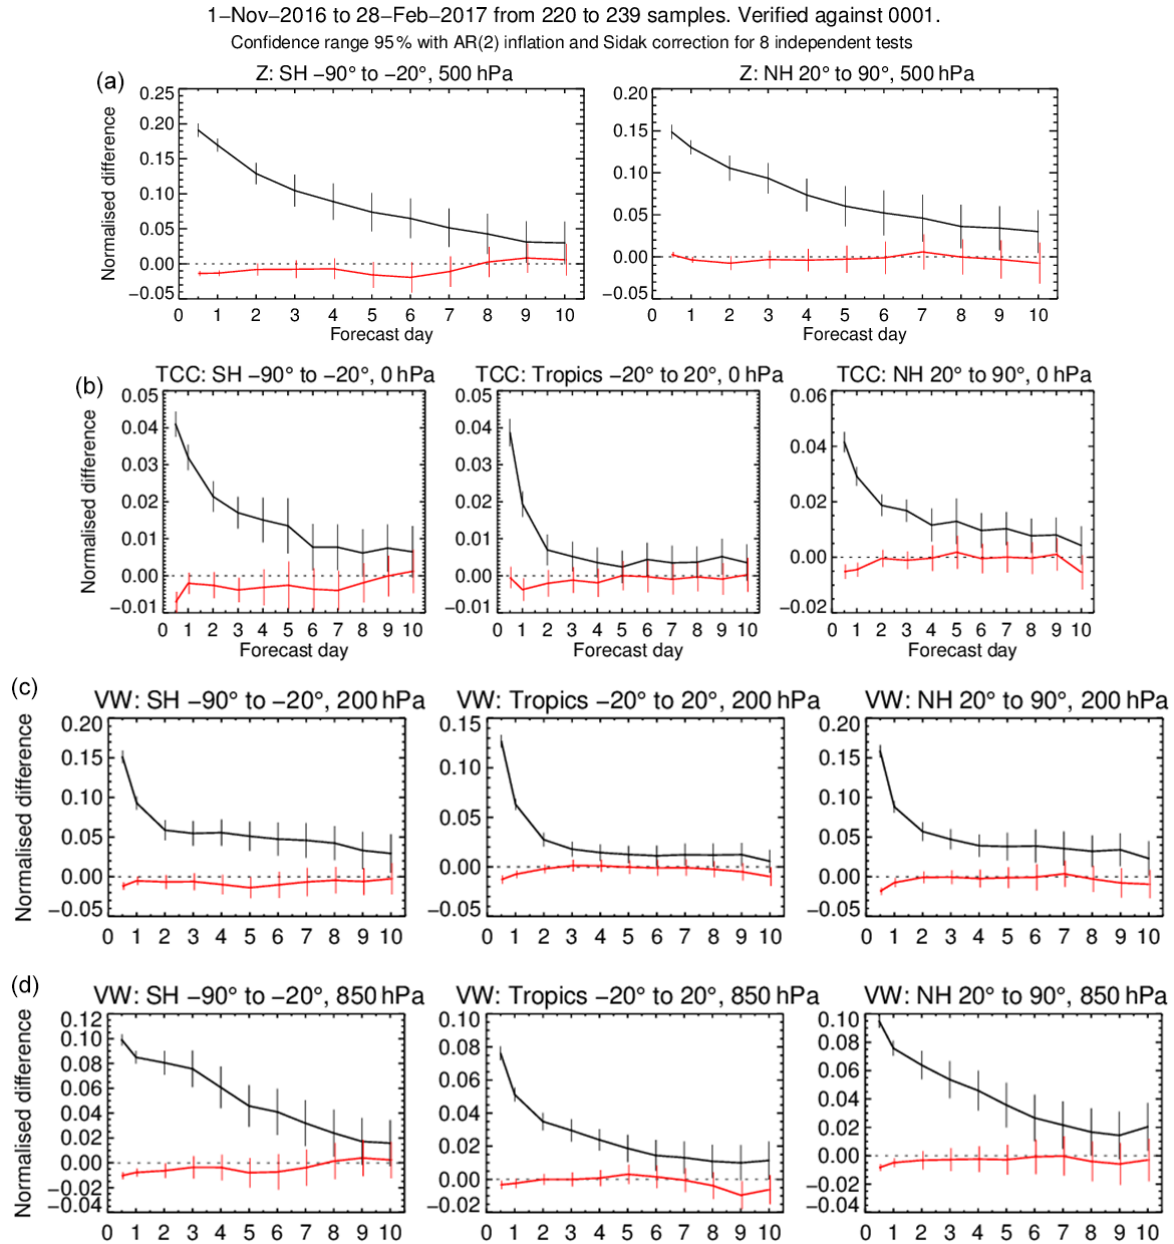 1−Nov−2016 to 28−Feb−2017 from 220 to 239 samples. Verified against 0001.
Confidence range 95% with AR(2) inflation and Sidak correction for 8 independent tests
(a)
Z: SH −90° to −20°, 500 hPa
Z: NH 20° to 90°, 500 hPa
Normalised difference
0.25
0.20
0.15
0.10
0.05
0.00
−0.05
0 1 2 3 4 5 6 7 8 9 10
Forecast day
0.20
0.15
0.10
0.05
0.00
−0.05
0 1 2 3 4 5 6 7 8 9 10
Forecast day
(b)
TCC: SH −90° to −20°, 0 hPa
TCC: Tropics −20° to 20°, 0 hPa
TCC: NH 20° to 90°, 0 hPa
Normalised difference
0.05
0.04
0.03
0.02
0.01
0.00
−0.01
0 1 2 3 4 5 6 7 8 9 10
Forecast day
0.05
0.04
0.03
0.02
0.01
0.00
−0.01
0 1 2 3 4 5 6 7 8 9 10
Forecast day
0.06
0.04
0.02
0.00
−0.02
0 1 2 3 4 5 6 7 8 9 10
Forecast day
(c)
VW: SH −90° to −20°, 200 hPa
VW: Tropics −20° to 20°, 200 hPa
VW: NH 20° to 90°, 200 hPa
Normalised difference
0.20
0.15
0.10
0.05
0.00
−0.05
0 1 2 3 4 5 6 7 8 9 10
0.15
0.10
0.05
0.00
−0.05
0 1 2 3 4 5 6 7 8 9 10
0.20
0.15
0.10
0.05
0.00
−0.05
0 1 2 3 4 5 6 7 8 9 10
(d)
VW: SH −90° to −20°, 850 hPa
VW: Tropics −20° to 20°, 850 hPa
VW: NH 20° to 90°, 850 hPa
Normalised difference
0.12
0.10
0.08
0.06
0.04
0.02
0.00
−0.02
−0.04
0 1 2 3 4 5 6 7 8 9 10
0.10
0.08
0.06
0.04
0.02
0.00
−0.02
0 1 2 3 4 5 6 7 8 9 10
0.10
0.08
0.06
0.04
0.02
0.00
−0.02
−0.04
0 1 2 3 4 5 6 7 8 9 10